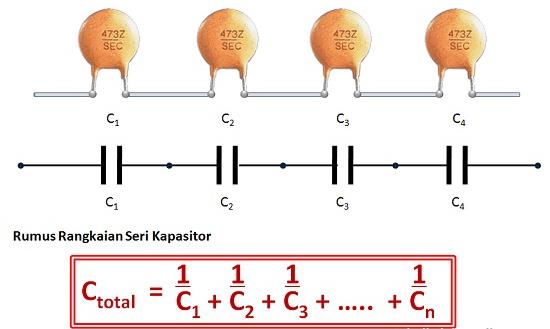 473Z 473Z 473Z 473Z
SEC SEC SEC SEC
C₁ C₂ C₃ C₄
C₁ C₂ C₃ C₄
Rumus Rangkaian Seri Kapasitor
C_total = 1/C₁ + 1/C₂ + 1/C₃ + ..... + 1/Cₙ